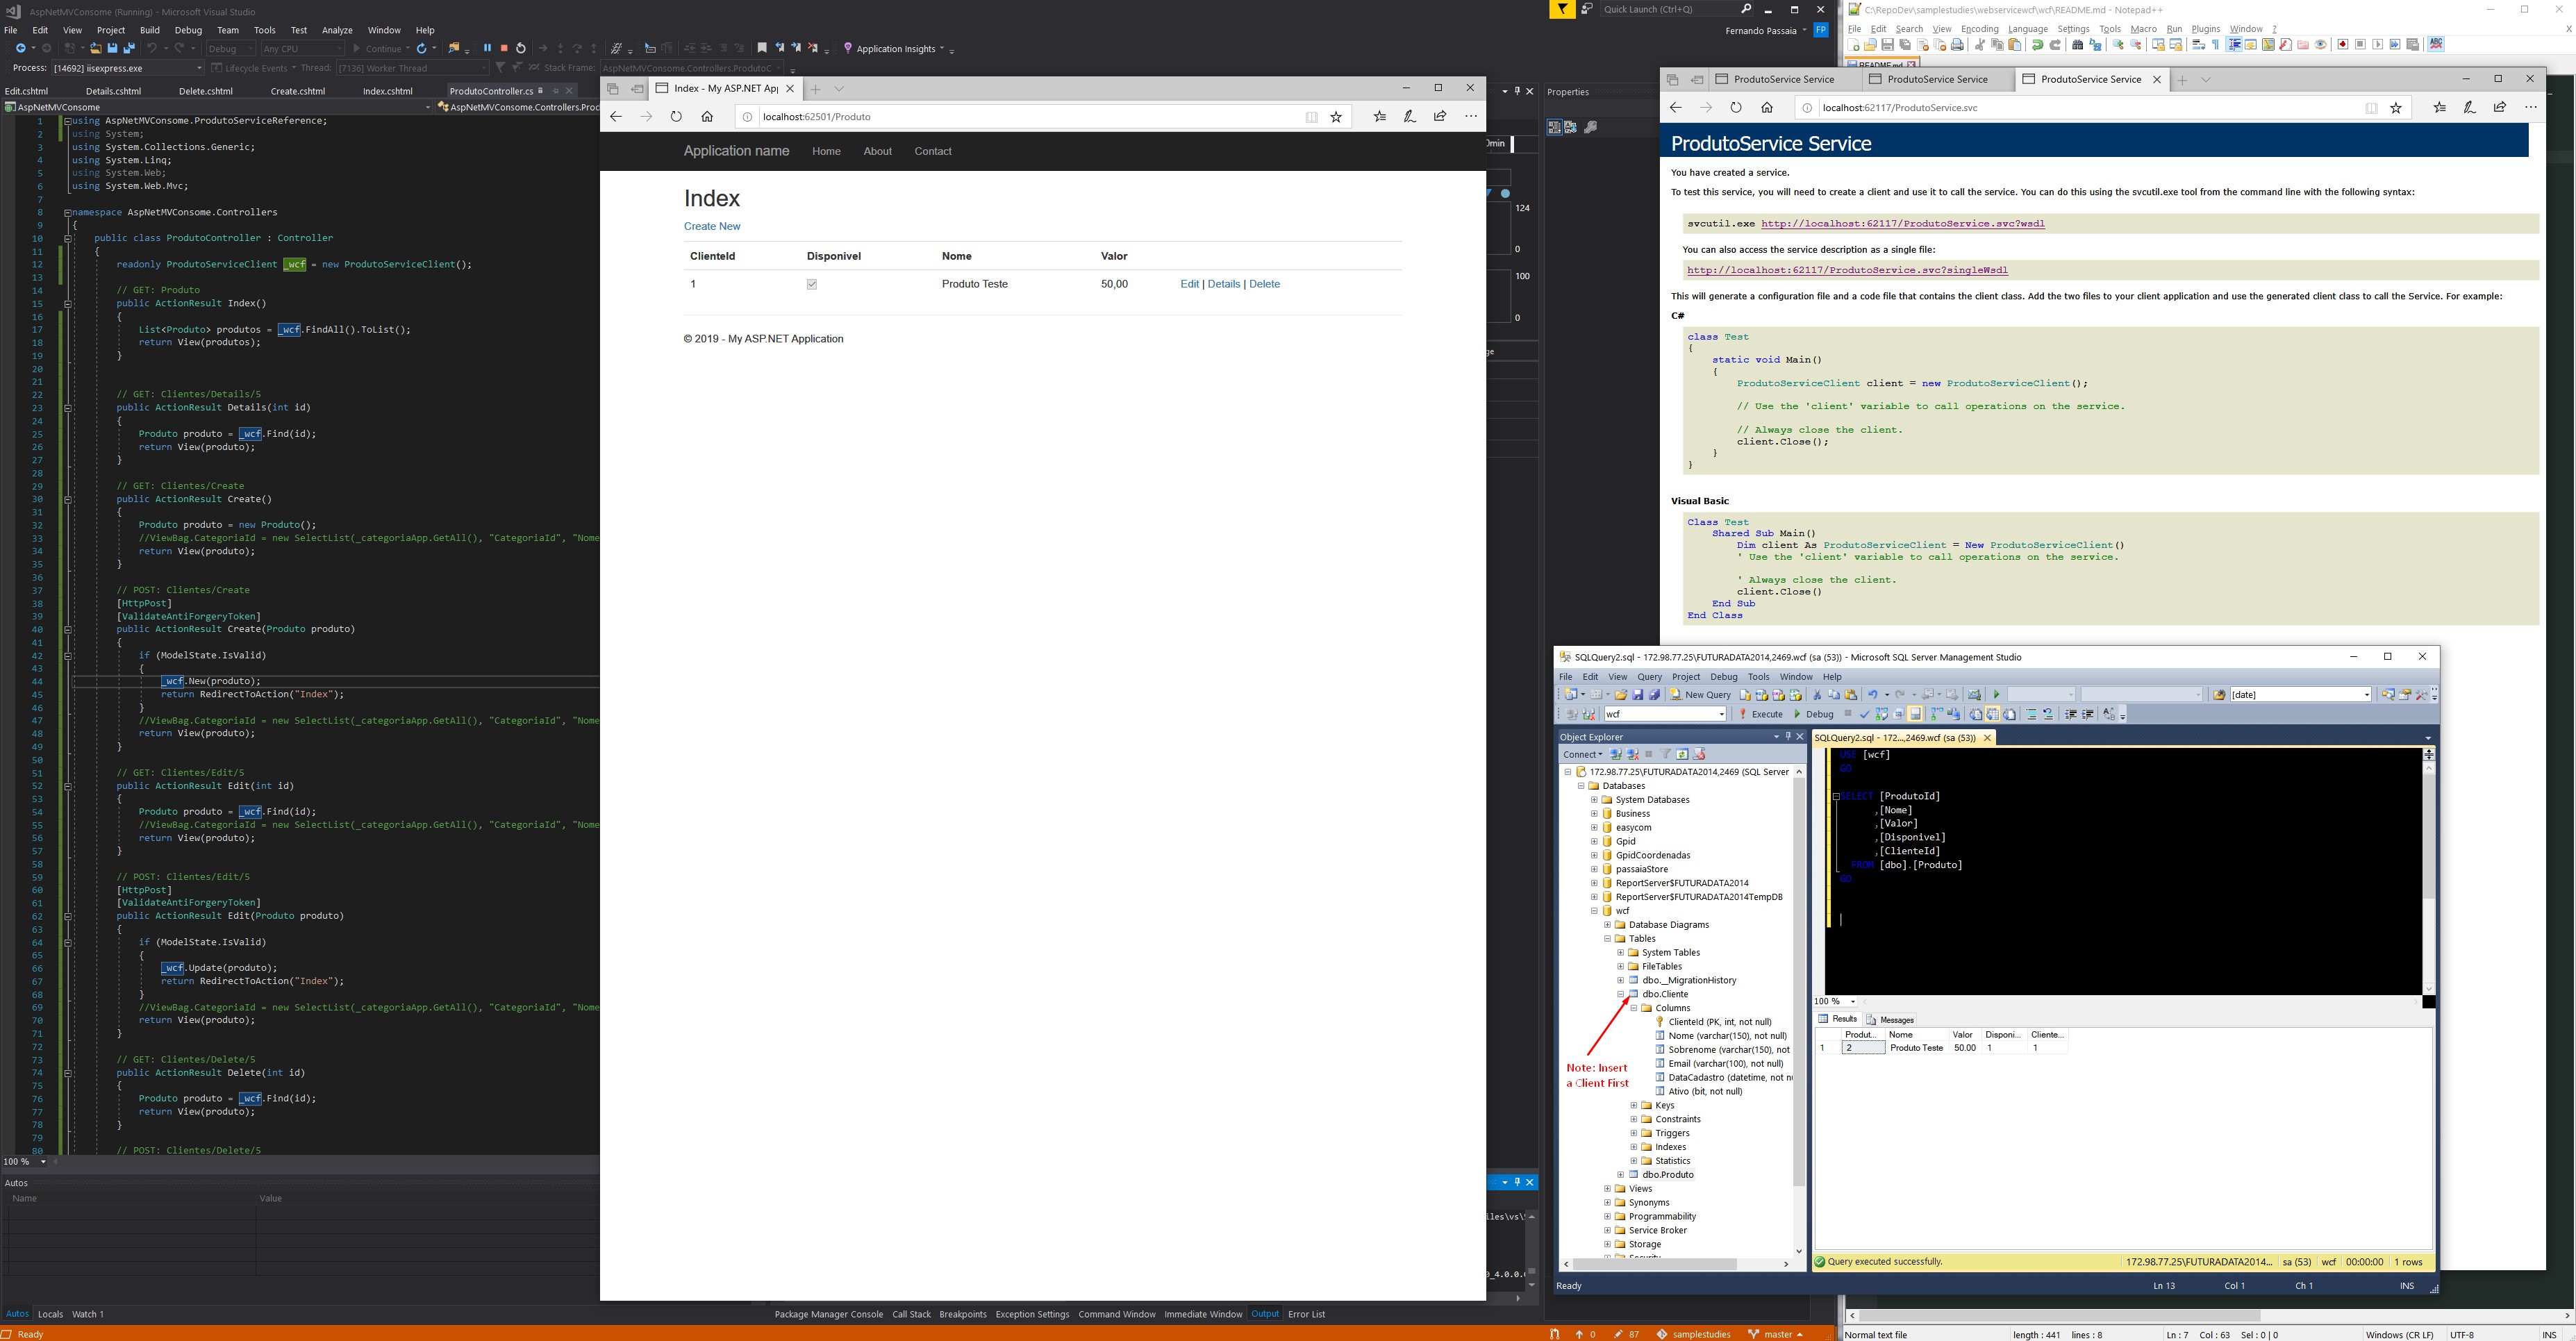 AspNetMVConsome (Running) - Microsoft Visual Studio
Quick Launch (Ctrl+Q)
File Edit View Project Build Debug Team Tools Test Analyze Window Help
Fernando Passaia FP
Debug Any CPU Continue Application Insights
Process: [14692] iisexpress.exe Lifecycle Events Thread: [7136] Worker Thread Stack Frame: AspNetMVConsome.Controllers.ProdutoC
Edit.cshtml Details.cshtml Delete.cshtml Create.cshtml Index.cshtml ProdutoController.cs
AspNetMVConsome AspNetMVConsome.Controllers.Proc
1 using AspNetMVConsome.ProdutoServiceReference;
2 using System;
3 using System.Collections.Generic;
4 using System.Linq;
5 using System.Web;
6 using System.Web.Mvc;
7
8 namespace AspNetMVConsome.Controllers
9 {
10 public class ProdutoController : Controller
11 {
12 readonly ProdutoServiceClient _wcf = new ProdutoServiceClient();
13
14 // GET: Produto
15 public ActionResult Index()
16 {
17 List<Produto> produtos = _wcf.FindAll().ToList();
18 return View(produtos);
19 }
20
21
22 // GET: Clientes/Details/5
23 public ActionResult Details(int id)
24 {
25 Produto produto = _wcf.Find(id);
26 return View(produto);
27 }
28
29 // GET: Clientes/Create
30 public ActionResult Create()
31 {
32 Produto produto = new Produto();
33 //ViewBag.CategoriaId = new SelectList(_categoriaApp.GetAll(), "CategoriaId", "Nome
34 return View(produto);
35 }
36
37 // POST: Clientes/Create
38 [HttpPost]
39 [ValidateAntiForgeryToken]
40 public ActionResult Create(Produto produto)
41 {
42 if (ModelState.IsValid)
43 {
44 _wcf.New(produto);
45 return RedirectToAction("Index");
46 }
47 //ViewBag.CategoriaId = new SelectList(_categoriaApp.GetAll(), "CategoriaId", "Nome
48 return View(produto);
49 }
50
51 // GET: Clientes/Edit/5
52 public ActionResult Edit(int id)
53 {
54 Produto produto = _wcf.Find(id);
55 //ViewBag.CategoriaId = new SelectList(_categoriaApp.GetAll(), "CategoriaId", "Nome
56 return View(produto);
57 }
58
59 // POST: Clientes/Edit/5
60 [HttpPost]
61 [ValidateAntiForgeryToken]
62 public ActionResult Edit(Produto produto)
63 {
64 if (ModelState.IsValid)
65 {
66 _wcf.Update(produto);
67 return RedirectToAction("Index");
68 }
69 //ViewBag.CategoriaId = new SelectList(_categoriaApp.GetAll(), "CategoriaId", "Nome
70 return View(produto);
71 }
72
73 // GET: Clientes/Delete/5
74 public ActionResult Delete(int id)
75 {
76 Produto produto = _wcf.Find(id);
77 return View(produto);
78 }
79
80 // POST: Clientes/Delete/5
100 %
Autos
Name Value
Autos Locals Watch 1
Package Manager Console Call Stack Breakpoints Exception Settings Command Window Immediate Window Output Error List
Ready
0 87 samplestudies master
Index - My ASP.NET Ap
localhost:62501/Produto
Application name Home About Contact
Index
Create New
ClienteId Disponivel Nome Valor
1 Produto Teste 50,00 Edit | Details | Delete
© 2019 - My ASP.NET Application
Properties
0min
124
0
100
0
C:\RepoDev\samplestudies\webservicewcf\wcf\README.md - Notepad++
File Edit Search View Encoding Language Settings Tools Macro Run Plugins Window ?
README.md
ProdutoService Service ProdutoService Service ProdutoService Service
localhost:62117/ProdutoService.svc
ProdutoService Service
You have created a service.
To test this service, you will need to create a client and use it to call the service. You can do this using the svcutil.exe tool from the command line with the following syntax:
svcutil.exe http://localhost:62117/ProdutoService.svc?wsdl
You can also access the service description as a single file:
http://localhost:62117/ProdutoService.svc?singleWsdl
This will generate a configuration file and a code file that contains the client class. Add the two files to your client application and use the generated client class to call the Service. For example:
C#
class Test
{
static void Main()
{
ProdutoServiceClient client = new ProdutoServiceClient();
// Use the 'client' variable to call operations on the service.
// Always close the client.
client.Close();
}
}
Visual Basic
Class Test
Shared Sub Main()
Dim client As ProdutoServiceClient = New ProdutoServiceClient()
' Use the 'client' variable to call operations on the service.
' Always close the client.
client.Close()
End Sub
End Class
SQLQuery2.sql - 172.98.77.25\FUTURADATA2014,2469.wcf (sa (53)) - Microsoft SQL Server Management Studio
File Edit View Query Project Debug Tools Window Help
New Query [date]
wcf Execute Debug
Object Explorer
Connect
172.98.77.25\FUTURADATA2014,2469 (SQL Server
Databases
System Databases
Business
easycom
Gpid
GpidCoordenadas
passaiaStore
ReportServer$FUTURADATA2014
ReportServer$FUTURADATA2014TempDB
wcf
Database Diagrams
Tables
System Tables
FileTables
dbo.__MigrationHistory
dbo.Cliente
Columns
ClienteId (PK, int, not null)
Nome (varchar(150), not null)
Sobrenome (varchar(150), not
Email (varchar(100), not null)
DataCadastro (datetime, not nu
Ativo (bit, not null)
Note: Insert
a Client First
Keys
Constraints
Triggers
Indexes
Statistics
dbo.Produto
Views
Synonyms
Programmability
Service Broker
Storage
Security
SQLQuery2.sql - 172...,2469.wcf (sa (53))
USE [wcf]
GO
SELECT [ProdutoId]
,[Nome]
,[Valor]
,[Disponivel]
,[ClienteId]
FROM [dbo].[Produto]
GO
100 %
Results Messages
Produt... Nome Valor Disponi... Cliente...
1 2 Produto Teste 50.00 1 1
Query executed successfully. 172.98.77.25\FUTURADATA2014... sa (53) wcf 00:00:00 1 rows
Ready Ln 13 Col 1 Ch 1 INS
Normal text file length : 441 lines : 8 Ln : 7 Col : 63 Sel : 0 | 0 Windows (CR LF) UTF-8 INS